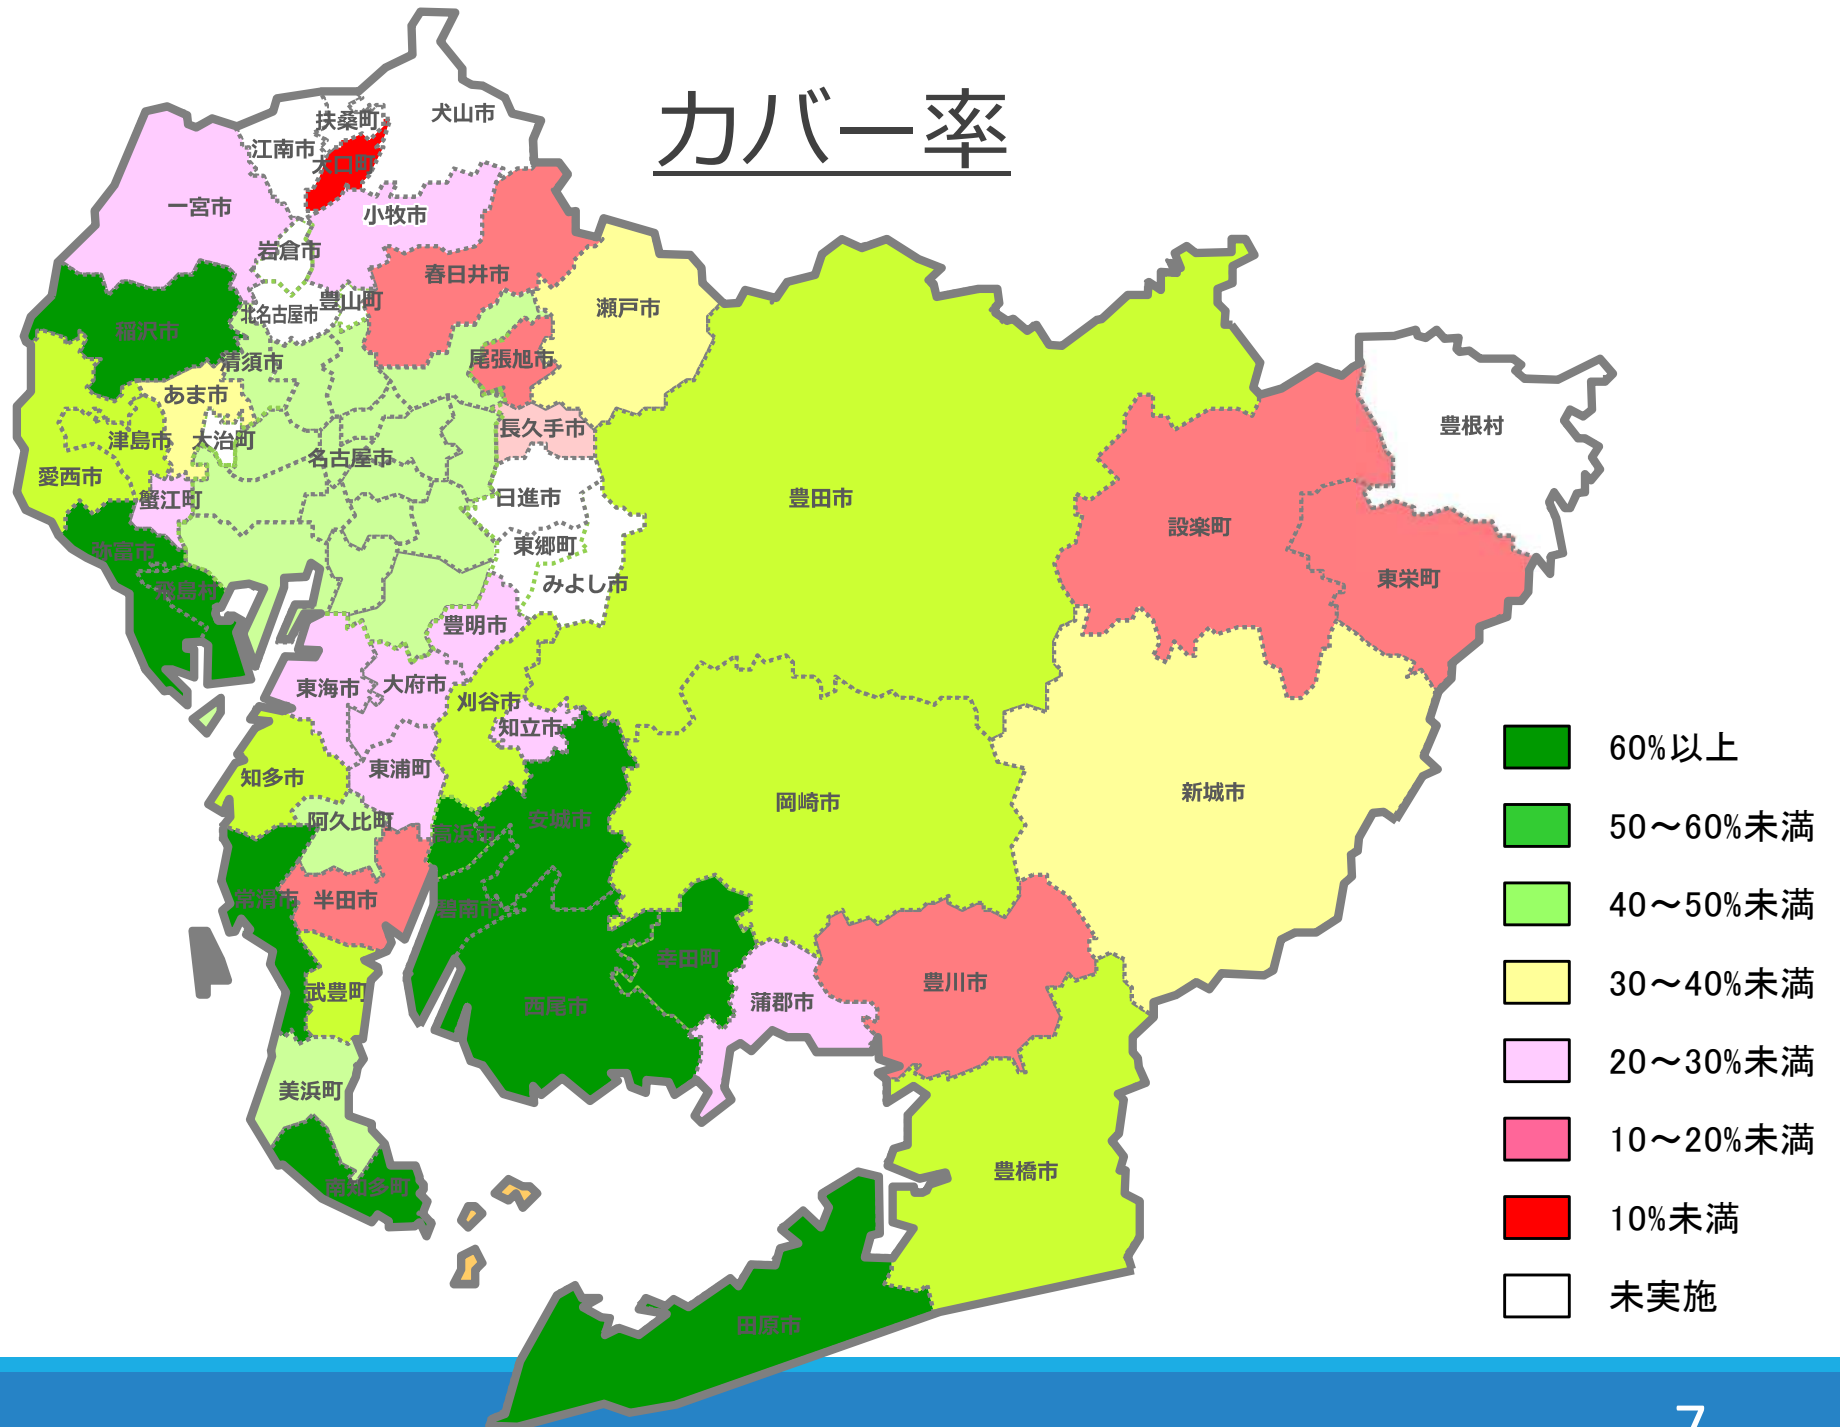 カバー率
犬山市
扶桑町
江南市
大口町
一宮市
小牧市
岩倉市
春日井市
豊山町
北名古屋市
瀬戸市
稲沢市
清須市
尾張旭市
あま市
長久手市
豊根村
津島市
大治町
名古屋市
愛西市
蟹江町
日進市
豊田市
設楽町
東郷町
弥富市
東栄町
みよし市
飛島村
豊明市
東海市
大府市
刈谷市
知立市
東浦町
知多市
新城市
岡崎市
阿久比町
高浜市
安城市
常滑市
半田市
碧南市
幸田町
豊川市
武豊町
西尾市
蒲郡市
美浜町
豊橋市
南知多町
田原市
60%以上
50～60%未満
40～50%未満
30～40%未満
20～30%未満
10～20%未満
10%未満
未実施
7